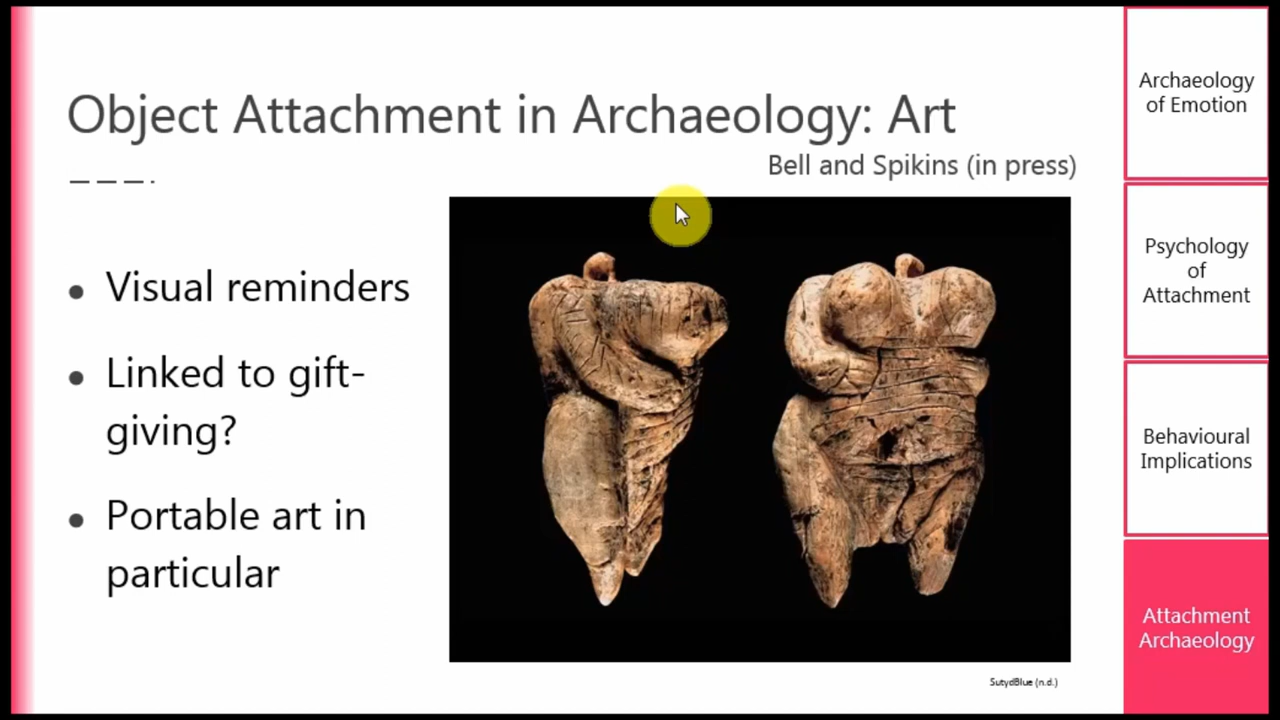 Object Attachment in Archaeology: Art
Bell and Spikins (in press)
• Visual reminders
• Linked to gift-
giving?
• Portable art in
particular
SutydBlue (n.d.)
Archaeology
of Emotion
Psychology
of
Attachment
Behavioural
Implications
Attachment
Archaeology